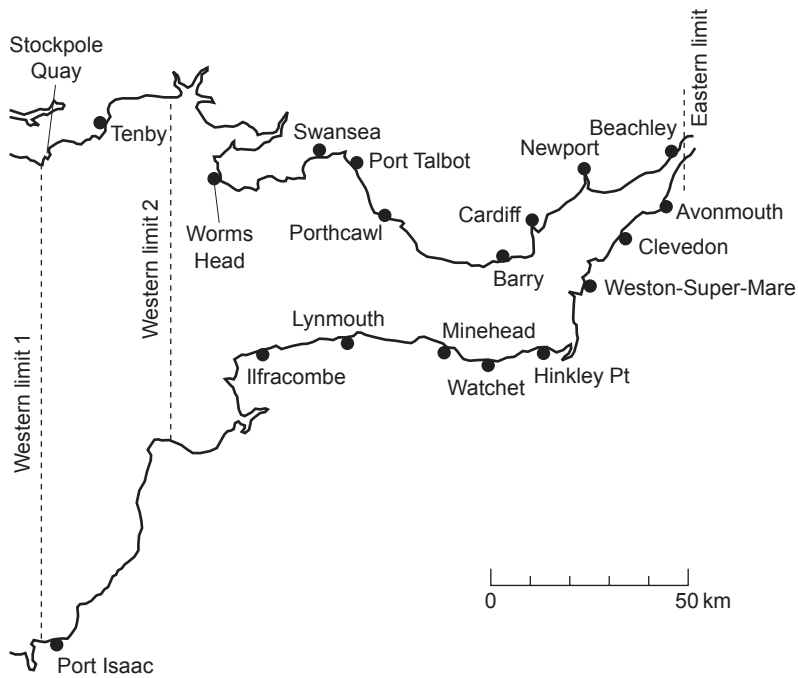 Stockpole
Quay
Tenby
Swansea
Port Talbot
Worms
Head
Porthcawl
Cardiff
Barry
Newport
Beachley
Eastern limit
Avonmouth
Clevedon
Weston-Super-Mare
Western limit 1
Western limit 2
Lynmouth
Minehead
Ilfracombe
Watchet
Hinkley Pt
0
50 km
Port Isaac